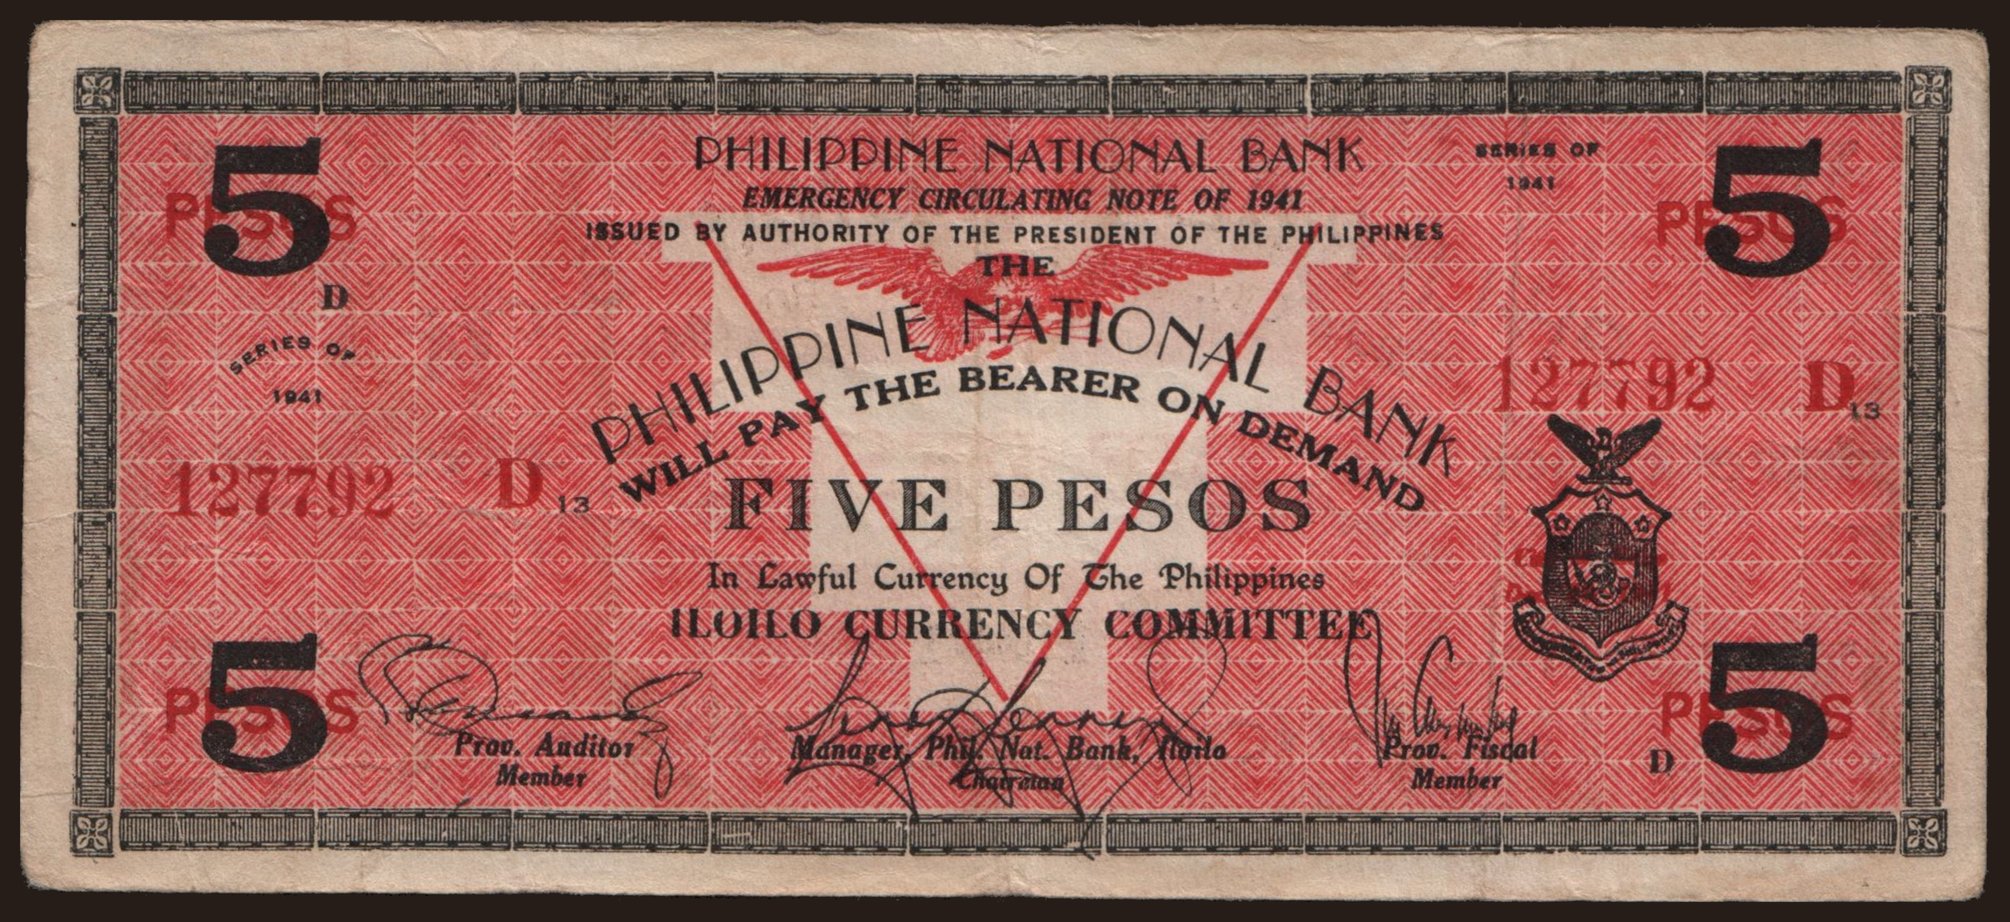 PHILIPPINE NATIONAL BANK
EMERGENCY CIRCULATING NOTE OF 1941
ISSUED BY AUTHORITY OF THE PRESIDENT OF THE PHILIPPINES
SERIES OF
1941
5
PESOS
5
PESOS
D
THE
PHILIPPINE NATIONAL BANK
WILL PAY THE BEARER ON DEMAND
SERIES OF
1941
127792 D 13
127792 D 13
FIVE PESOS
In Lawful Currency Of The Philippines
ILOILO CURRENCY COMMITTEE
5
PESOS
5
PESOS
D
Prov. Auditor
Member
Manager, Phil. Nat. Bank, Iloilo
Chairman
Prov. Fiscal
Member